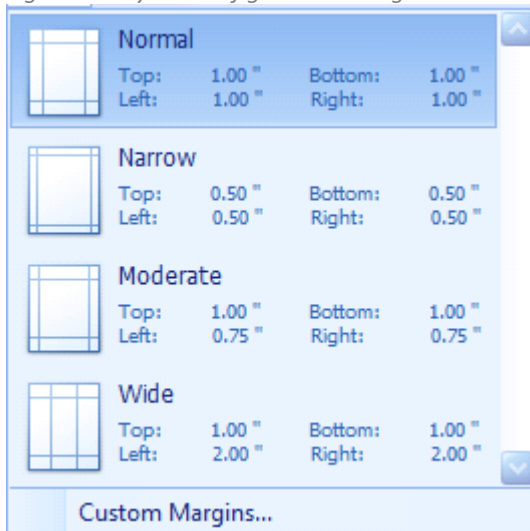 Normal
Top: 1.00 " Bottom: 1.00 "
Left: 1.00 " Right: 1.00 "
Narrow
Top: 0.50 " Bottom: 0.50 "
Left: 0.50 " Right: 0.50 "
Moderate
Top: 1.00 " Bottom: 1.00 "
Left: 0.75 " Right: 0.75 "
Wide
Top: 1.00 " Bottom: 1.00 "
Left: 2.00 " Right: 2.00 "
Custom Margins...